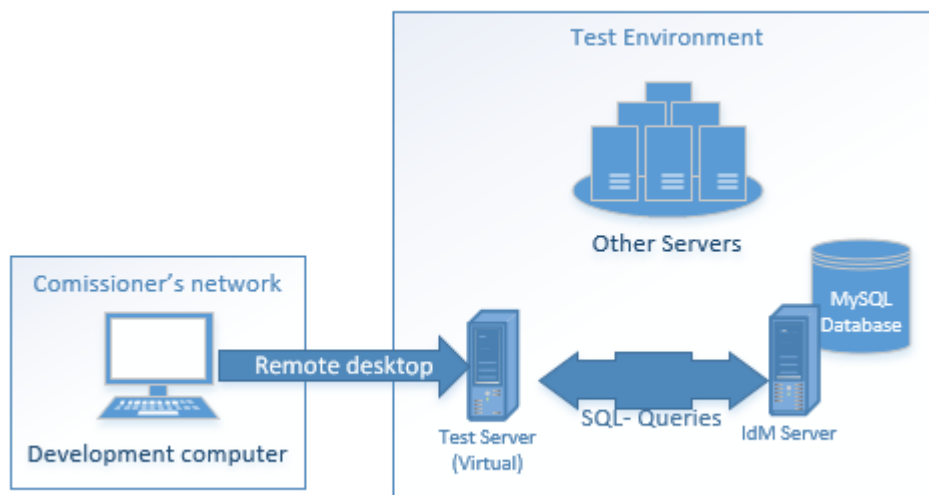 Test Environment
Other Servers
Comissioner's network
MySQL
Database
Remote desktop
SQL- Queries
Development computer
Test Server
(Virtual)
IdM Server